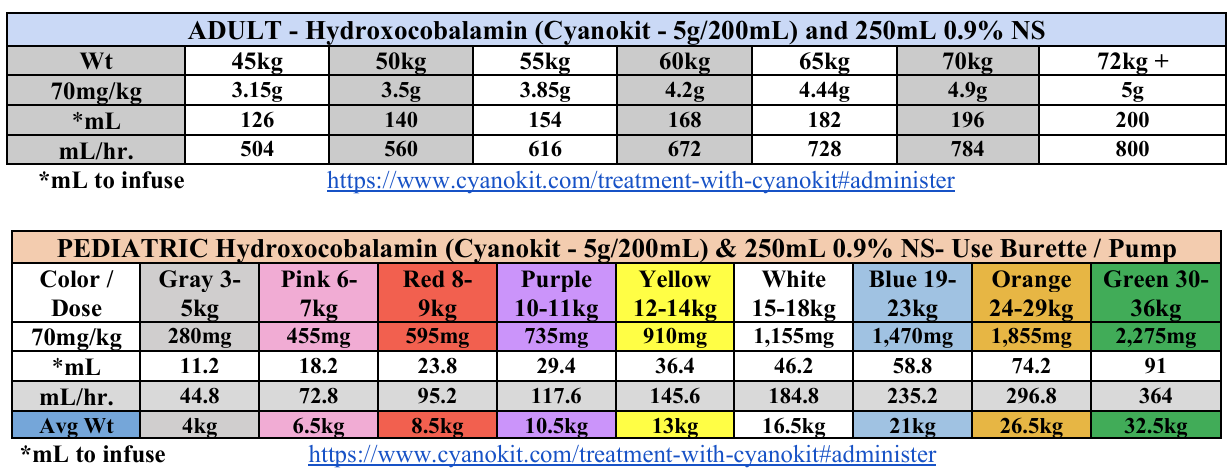 ADULT - Hydroxocobalamin (Cyanokit - 5g/200mL) and 250mL 0.9% NS
Wt 45kg 50kg 55kg 60kg 65kg 70kg 72kg +
70mg/kg 3.15g 3.5g 3.85g 4.2g 4.44g 4.9g 5g
*mL 126 140 154 168 182 196 200
mL/hr. 504 560 616 672 728 784 800
*mL to infuse https://www.cyanokit.com/treatment-with-cyanokit#administer
PEDIATRIC Hydroxocobalamin (Cyanokit - 5g/200mL) & 250mL 0.9% NS- Use Burette / Pump
Color / Gray 3- Pink 6- Red 8- Purple Yellow White Blue 19- Orange Green 30-
Dose 5kg 7kg 9kg 10-11kg 12-14kg 15-18kg 23kg 24-29kg 36kg
70mg/kg 280mg 455mg 595mg 735mg 910mg 1,155mg 1,470mg 1,855mg 2,275mg
*mL 11.2 18.2 23.8 29.4 36.4 46.2 58.8 74.2 91
mL/hr. 44.8 72.8 95.2 117.6 145.6 184.8 235.2 296.8 364
Avg Wt 4kg 6.5kg 8.5kg 10.5kg 13kg 16.5kg 21kg 26.5kg 32.5kg
*mL to infuse https://www.cyanokit.com/treatment-with-cyanokit#administer